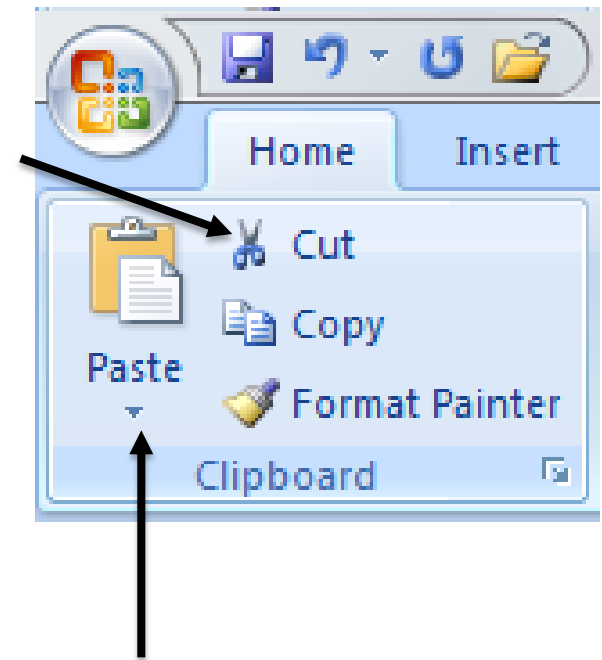 Home Insert
Cut
Copy
Paste
Format Painter
Clipboard